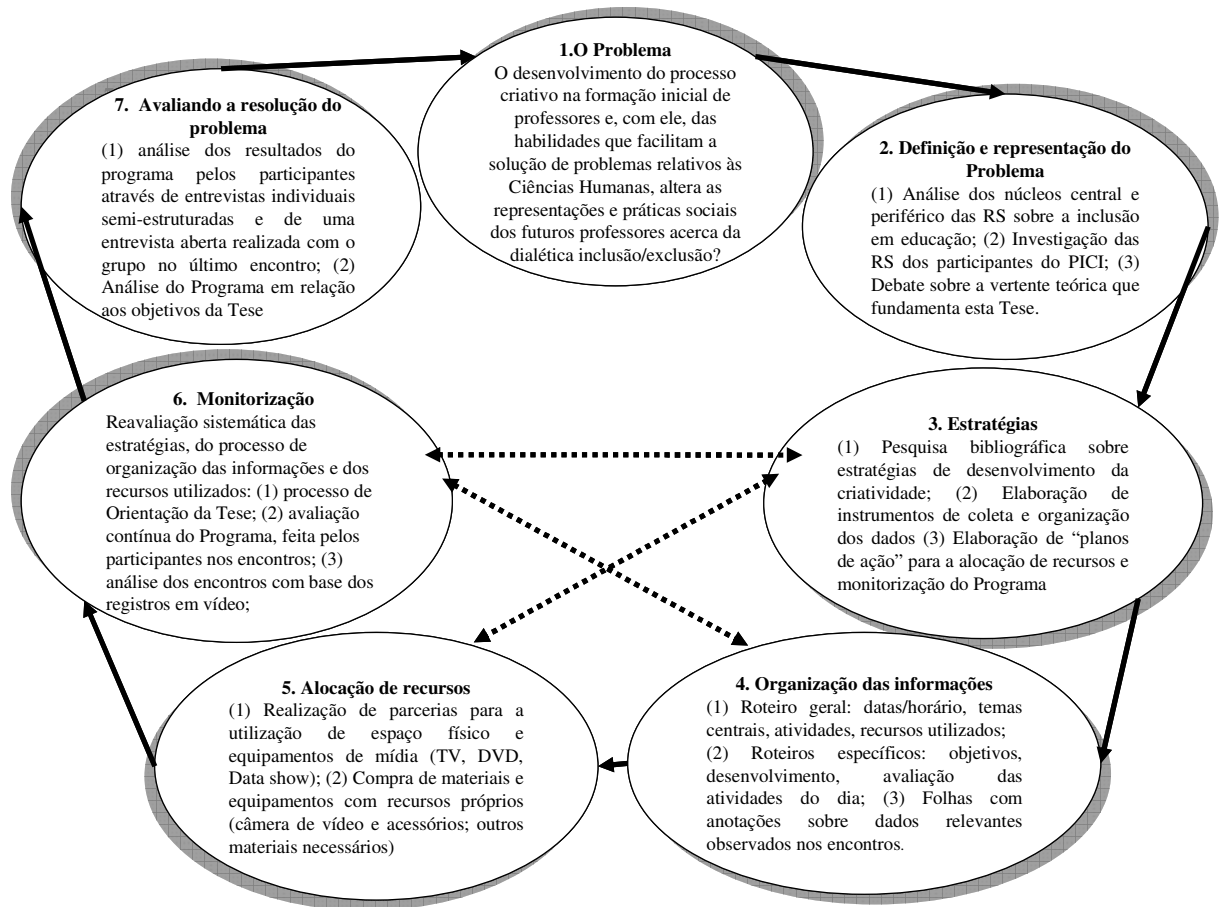 1.O Problema
O desenvolvimento do processo
criativo na formação inicial de
professores e, com ele, das
habilidades que facilitam a
solução de problemas relativos às
Ciências Humanas, altera as
representações e práticas sociais
dos futuros professores acerca da
dialética inclusão/exclusão?
2. Definição e representação do
Problema
(1) Análise dos núcleos central e
periférico das RS sobre a inclusão
em educação; (2) Investigação das
RS dos participantes do PICI; (3)
Debate sobre a vertente teórica que
fundamenta esta Tese.
3. Estratégias
(1) Pesquisa bibliográfica sobre
estratégias de desenvolvimento da
criatividade; (2) Elaboração de
instrumentos de coleta e organização
dos dados (3) Elaboração de “planos
de ação” para a alocação de recursos e
monitorização do Programa
4. Organização das informações
(1) Roteiro geral: datas/horário, temas
centrais, atividades, recursos utilizados;
(2) Roteiros específicos: objetivos,
desenvolvimento, avaliação das
atividades do dia; (3) Folhas com
anotações sobre dados relevantes
observados nos encontros.
5. Alocação de recursos
(1) Realização de parcerias para a
utilização de espaço físico e
equipamentos de mídia (TV, DVD,
Data show); (2) Compra de materiais e
equipamentos com recursos próprios
(câmera de vídeo e acessórios; outros
materiais necessários)
6. Monitorização
Reavaliação sistemática das
estratégias, do processo de
organização das informações e dos
recursos utilizados: (1) processo de
Orientação da Tese; (2) avaliação
contínua do Programa, feita pelos
participantes nos encontros; (3)
análise dos encontros com base dos
registros em vídeo;
7. Avaliando a resolução do
problema
(1) análise dos resultados do
programa pelos participantes
através de entrevistas individuais
semi-estruturadas e de uma
entrevista aberta realizada com o
grupo no último encontro; (2)
Análise do Programa em relação
aos objetivos da Tese